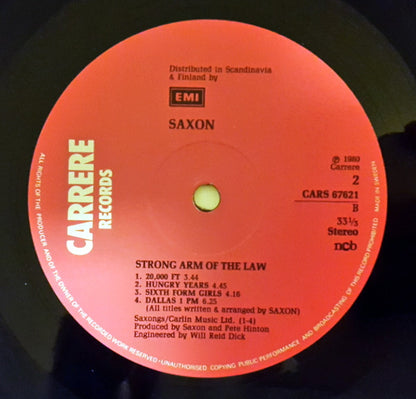 Distributed in Scandinavia
& Finland by
EMI
SAXON
CARRERE
RECORDS
℗ 1980
Carrere
2
CARS 67621
B
33⅓
Stereo
ncb
STRONG ARM OF THE LAW
1. 20,000 FT 3.44
2. HUNGRY YEARS 4.45
3. SIXTH FORM GIRLS 4.16
4. DALLAS 1 PM 6.25
(All titles written & arranged by SAXON)
Saxongs/Carlin Music Ltd. (1-4)
Produced by Saxon and Pete Hinton
Engineered by Will Reid Dick
ALL RIGHTS OF THE PRODUCER AND OF THE OWNER OF THE RECORDED WORK RESERVED - UNAUTHORISED COPYING PUBLIC PERFORMANCE AND BROADCASTING OF THIS RECORD PROHIBITED MADE IN SWEDEN